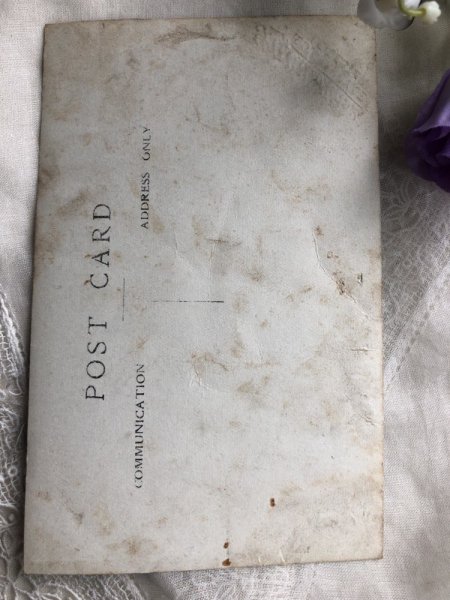 POST CARD
COMMUNICATION
ADDRESS ONLY